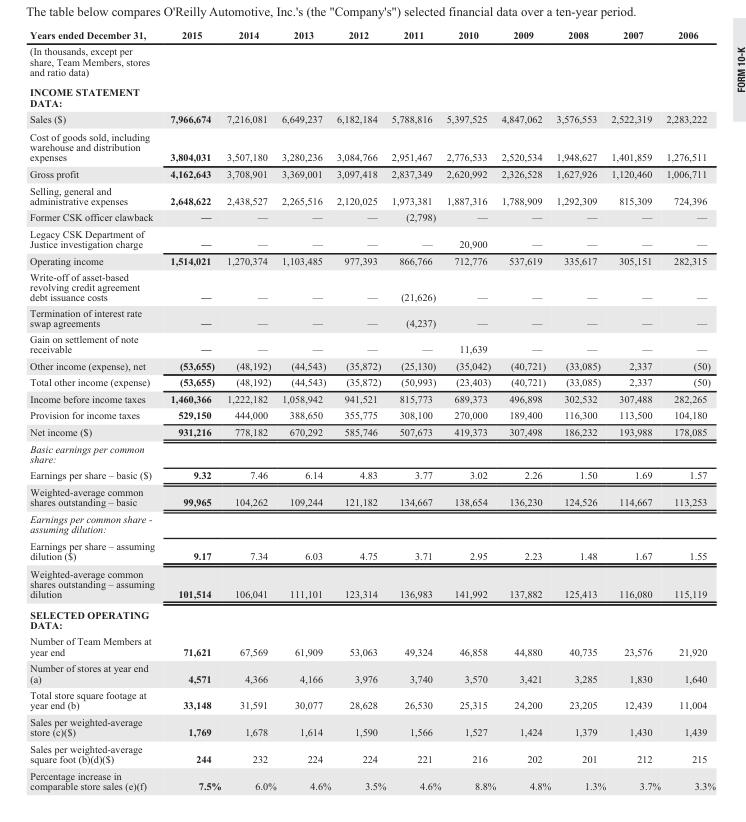 The table below compares O'Reilly Automotive, Inc.'s (the "Company's") selected financial data over a ten-year period.
Years ended December 31, 2015 2014 2013 2012 2011 2010 2009 2008 2007 2006
(In thousands, except per
share, Team Members, stores
and ratio data)
INCOME STATEMENT
DATA:
Sales ($) 7,966,674 7,216,081 6,649,237 6,182,184 5,788,816 5,397,525 4,847,062 3,576,553 2,522,319 2,283,222
Cost of goods sold, including
warehouse and distribution
expenses 3,804,031 3,507,180 3,280,236 3,084,766 2,951,467 2,776,533 2,520,534 1,948,627 1,401,859 1,276,511
Gross profit 4,162,643 3,708,901 3,369,001 3,097,418 2,837,349 2,620,992 2,326,528 1,627,926 1,120,460 1,006,711
Selling, general and
administrative expenses 2,648,622 2,438,527 2,265,516 2,120,025 1,973,381 1,887,316 1,788,909 1,292,309 815,309 724,396
Former CSK officer clawback — — — — (2,798) — — — — —
Legacy CSK Department of
Justice investigation charge — — — — — 20,900 — — — —
Operating income 1,514,021 1,270,374 1,103,485 977,393 866,766 712,776 537,619 335,617 305,151 282,315
Write-off of asset-based
revolving credit agreement
debt issuance costs — — — — (21,626) — — — — —
Termination of interest rate
swap agreements — — — — (4,237) — — — — —
Gain on settlement of note
receivable — — — — — 11,639 — — — —
Other income (expense), net (53,655) (48,192) (44,543) (35,872) (25,130) (35,042) (40,721) (33,085) 2,337 (50)
Total other income (expense) (53,655) (48,192) (44,543) (35,872) (50,993) (23,403) (40,721) (33,085) 2,337 (50)
Income before income taxes 1,460,366 1,222,182 1,058,942 941,521 815,773 689,373 496,898 302,532 307,488 282,265
Provision for income taxes 529,150 444,000 388,650 355,775 308,100 270,000 189,400 116,300 113,500 104,180
Net income ($) 931,216 778,182 670,292 585,746 507,673 419,373 307,498 186,232 193,988 178,085
Basic earnings per common
share:
Earnings per share – basic ($) 9.32 7.46 6.14 4.83 3.77 3.02 2.26 1.50 1.69 1.57
Weighted-average common
shares outstanding – basic 99,965 104,262 109,244 121,182 134,667 138,654 136,230 124,526 114,667 113,253
Earnings per common share -
assuming dilution:
Earnings per share – assuming
dilution ($) 9.17 7.34 6.03 4.75 3.71 2.95 2.23 1.48 1.67 1.55
Weighted-average common
shares outstanding – assuming
dilution 101,514 106,041 111,101 123,314 136,983 141,992 137,882 125,413 116,080 115,119
SELECTED OPERATING
DATA:
Number of Team Members at
year end 71,621 67,569 61,909 53,063 49,324 46,858 44,880 40,735 23,576 21,920
Number of stores at year end
(a) 4,571 4,366 4,166 3,976 3,740 3,570 3,421 3,285 1,830 1,640
Total store square footage at
year end (b) 33,148 31,591 30,077 28,628 26,530 25,315 24,200 23,205 12,439 11,004
Sales per weighted-average
store (c)($) 1,769 1,678 1,614 1,590 1,566 1,527 1,424 1,379 1,430 1,439
Sales per weighted-average
square foot (b)(d)($) 244 232 224 224 221 216 202 201 212 215
Percentage increase in
comparable store sales (e)(f) 7.5% 6.0% 4.6% 3.5% 4.6% 8.8% 4.8% 1.3% 3.7% 3.3%
FORM 10-K